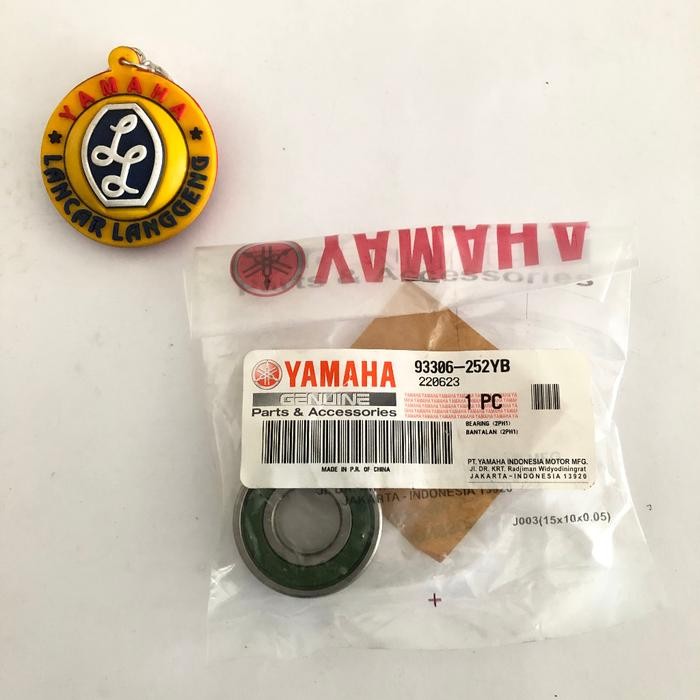 YAMAHA
LL
LANCAR LANGGENG
YAMAHA
Parts & Accessories
YAMAHA
93306-252YB
220623
GENUINE
Parts & Accessories
1 PC
BEARING (2PH1)
BANTALAN (2PH1)
MADE IN P.R. OF CHINA
PT. YAMAHA INDONESIA MOTOR MFG.
Jl. DR. KRT. Radjiman Widyodiningrat
JAKARTA - INDONESIA 13920
JAKARTA - INDONESIA 13920
J003(15x10x0.05)